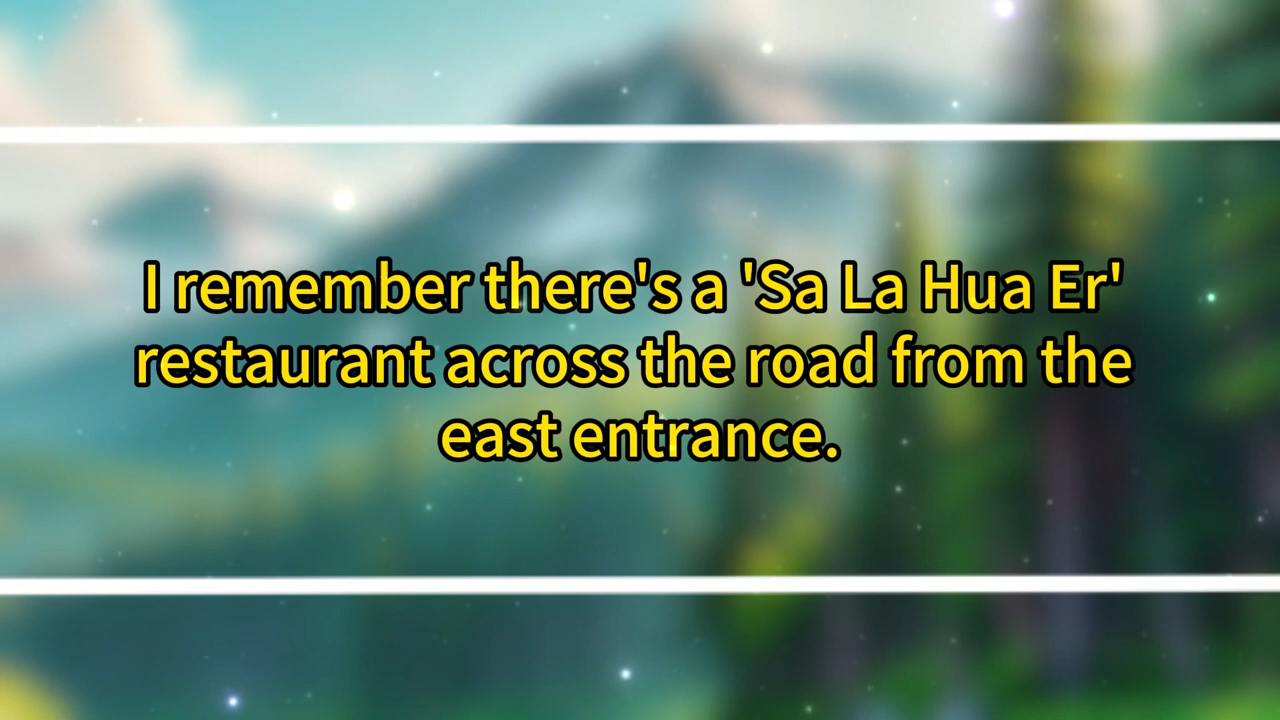 I remember there's a 'Sa La Hua Er'
restaurant across the road from the
east entrance.